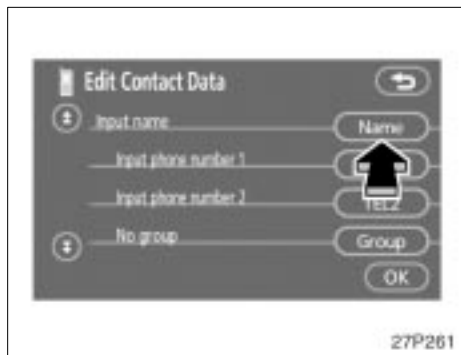 Edit Contact Data
Input name
Name
Input phone number 1
Input phone number 2
TEL2
No group
Group
OK
27P261